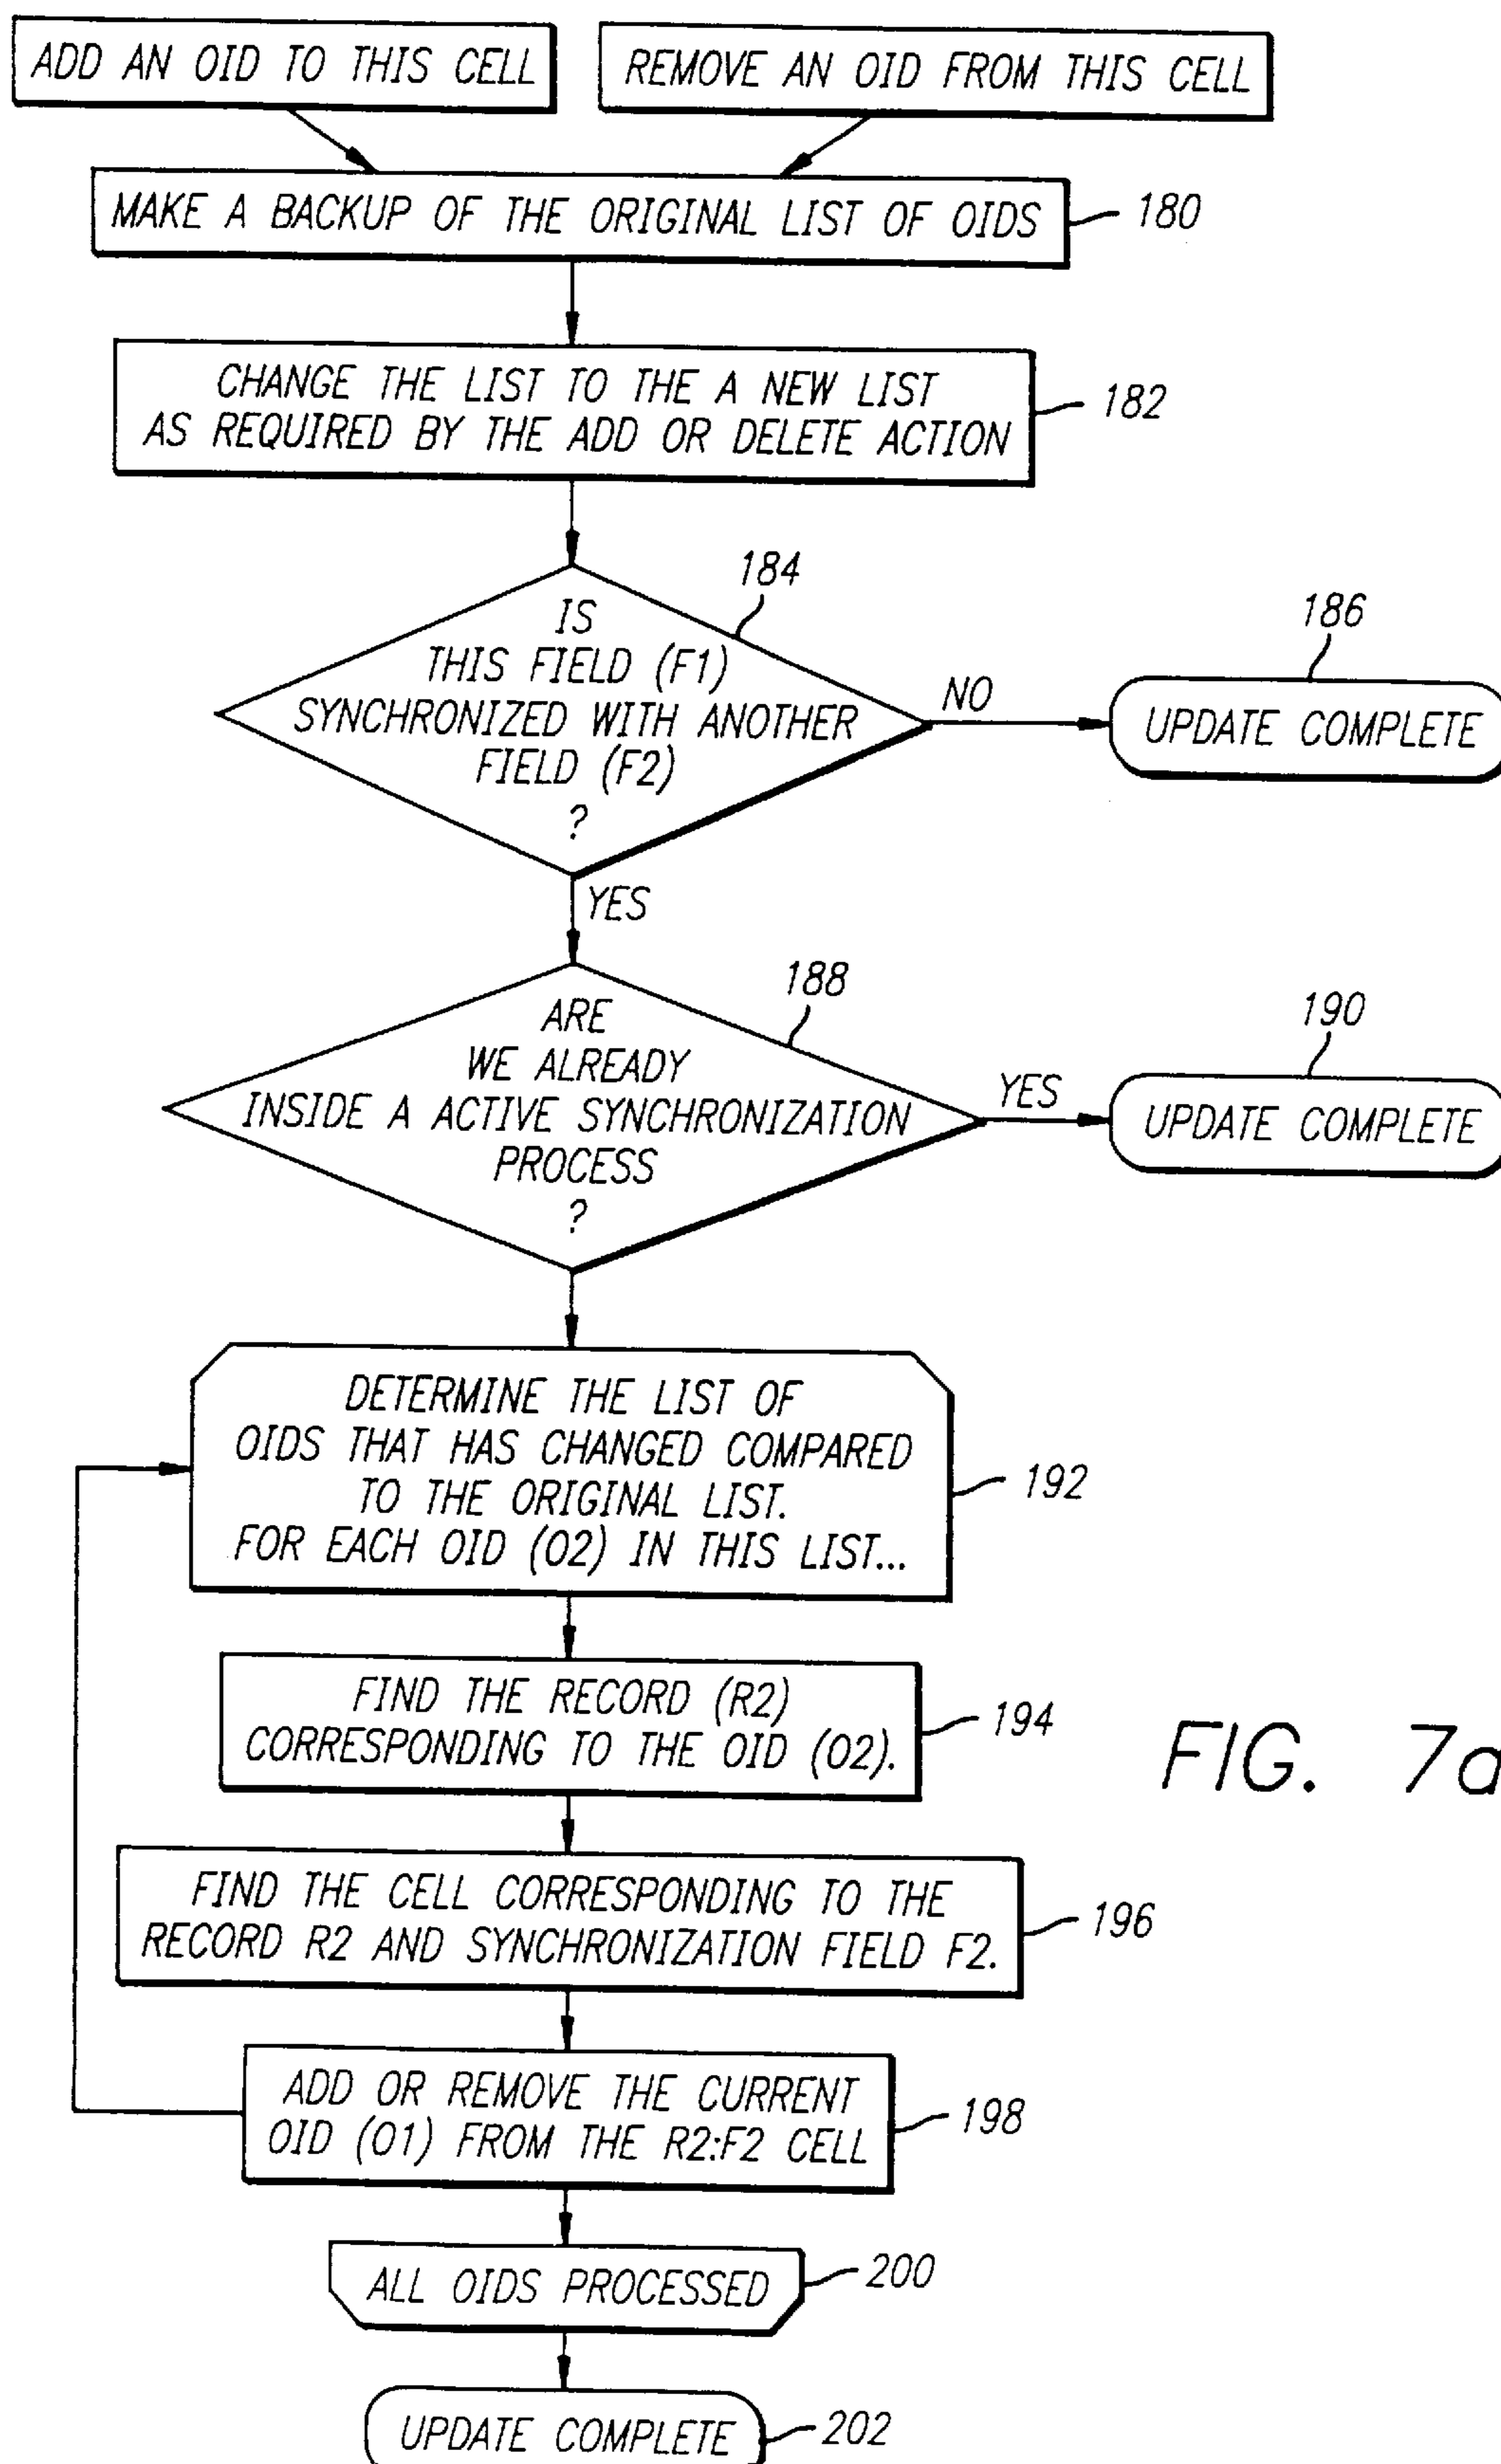 ADD AN OID TO THIS CELL
REMOVE AN OID FROM THIS CELL
MAKE A BACKUP OF THE ORIGINAL LIST OF OIDS
180
CHANGE THE LIST TO THE A NEW LIST
AS REQUIRED BY THE ADD OR DELETE ACTION
182
184
IS
THIS FIELD (F1)
SYNCHRONIZED WITH ANOTHER
FIELD (F2)
?
NO
186
UPDATE COMPLETE
YES
188
ARE
WE ALREADY
INSIDE A ACTIVE SYNCHRONIZATION
PROCESS
?
YES
190
UPDATE COMPLETE
DETERMINE THE LIST OF
OIDS THAT HAS CHANGED COMPARED
TO THE ORIGINAL LIST.
FOR EACH OID (O2) IN THIS LIST...
192
FIND THE RECORD (R2)
CORRESPONDING TO THE OID (O2).
194
FIG. 7a
FIND THE CELL CORRESPONDING TO THE
RECORD R2 AND SYNCHRONIZATION FIELD F2.
196
ADD OR REMOVE THE CURRENT
OID (O1) FROM THE R2:F2 CELL
198
ALL OIDS PROCESSED
200
UPDATE COMPLETE
202